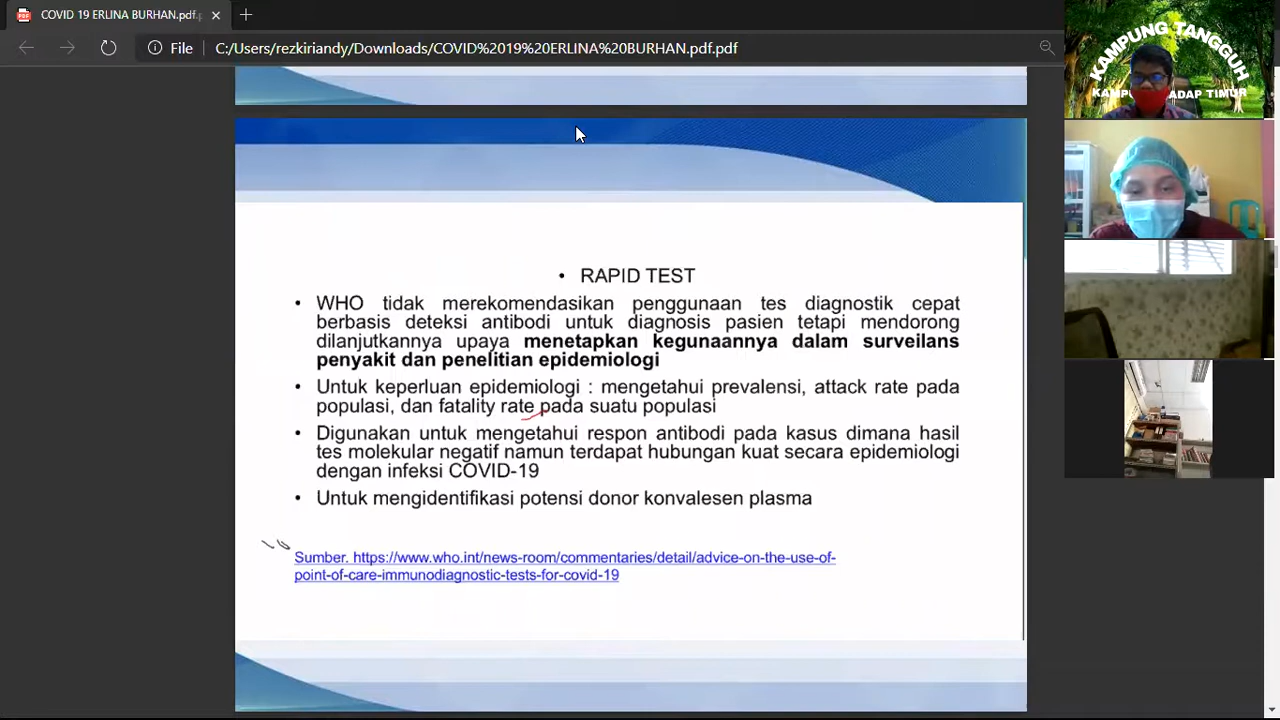 COVID 19 ERLINA BURHAN.pdf.
File
C:/Users/rezkiriandy/Downloads/COVID%2019%20ERLINA%20BURHAN.pdf.pdf
KAMPUNG TANGGUH
ADAP TIMUR
• RAPID TEST
• WHO tidak merekomendasikan penggunaan tes diagnostik cepat
berbasis deteksi antibodi untuk diagnosis pasien tetapi mendorong
dilanjutkannya upaya menetapkan kegunaannya dalam surveilans
penyakit dan penelitian epidemiologi
• Untuk keperluan epidemiologi : mengetahui prevalensi, attack rate pada
populasi, dan fatality rate pada suatu populasi
• Digunakan untuk mengetahui respon antibodi pada kasus dimana hasil
tes molekular negatif namun terdapat hubungan kuat secara epidemiologi
dengan infeksi COVID-19
• Untuk mengidentifikasi potensi donor konvalesen plasma
Sumber. https://www.who.int/news-room/commentaries/detail/advice-on-the-use-of-
point-of-care-immunodiagnostic-tests-for-covid-19